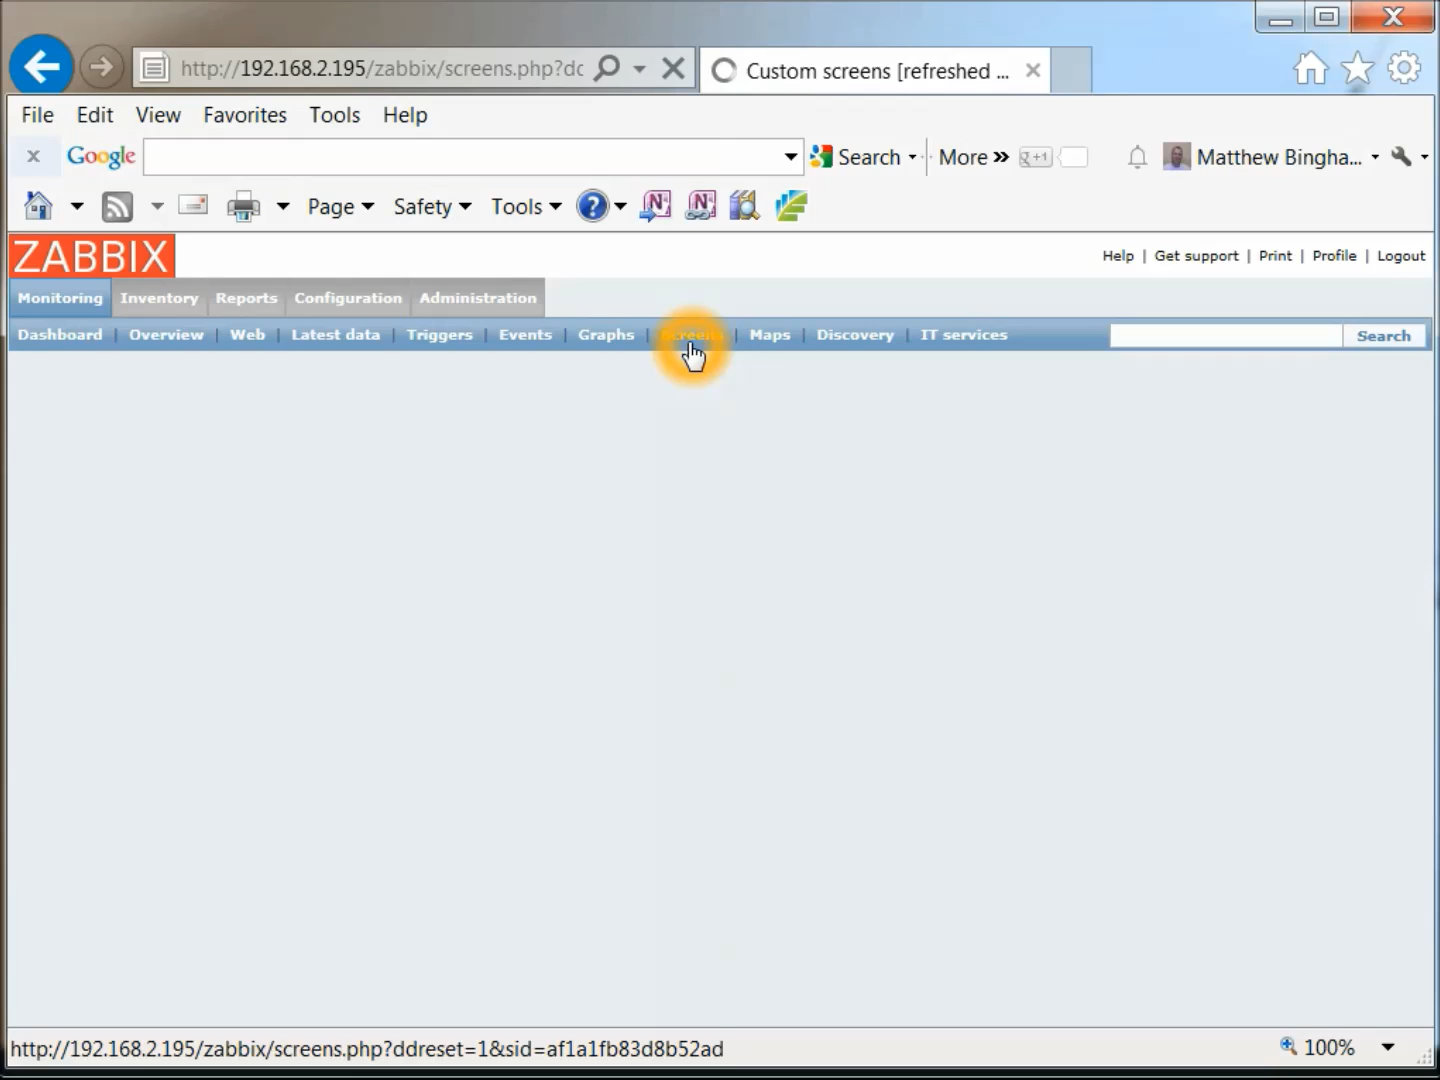 http://192.168.2.195/zabbix/screens.php?dc
Custom screens [refreshed ...
File Edit View Favorites Tools Help
x Google Search More » g+1 Matthew Bingha...
Page Safety Tools ? N N
ZABBIX
Help | Get support | Print | Profile | Logout
Monitoring Inventory Reports Configuration Administration
Dashboard | Overview | Web | Latest data | Triggers | Events | Graphs | Screens | Maps | Discovery | IT services Search
http://192.168.2.195/zabbix/screens.php?ddreset=1&sid=af1a1fb83d8b52ad
100%